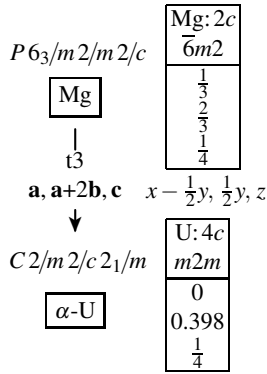 Mg: 2c
6̅m2
P 6₃/m 2/m 2/c
Mg
1/3
2/3
1/4
t3
a, a+2b, c
x − ½y, ½y, z
C 2/m 2/c 2₁/m
α-U
U: 4c
m2m
0
0.398
1/4